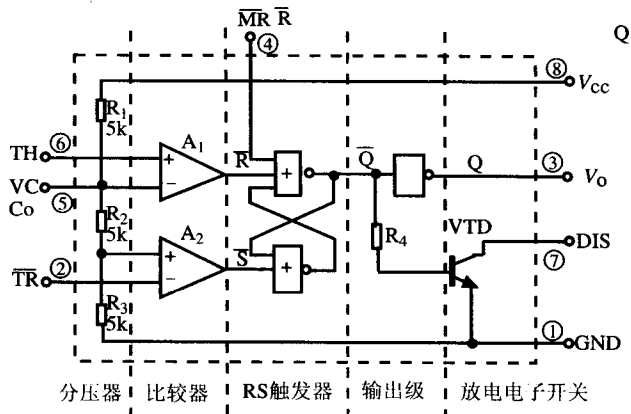 M̅R̅ R̅
④
Q
⑧ Vcc
R1
5k
TH ⑥
A1
+
−
R̅
+
Q̅
Q
③
Vo
VC
Co ⑤
R2
5k
A2
+
−
S̅
+
R4
VTD
DIS
⑦
T̅R̅ ②
R3
5k
① GND
分压器 比较器 RS触发器 输出级 放电电子开关